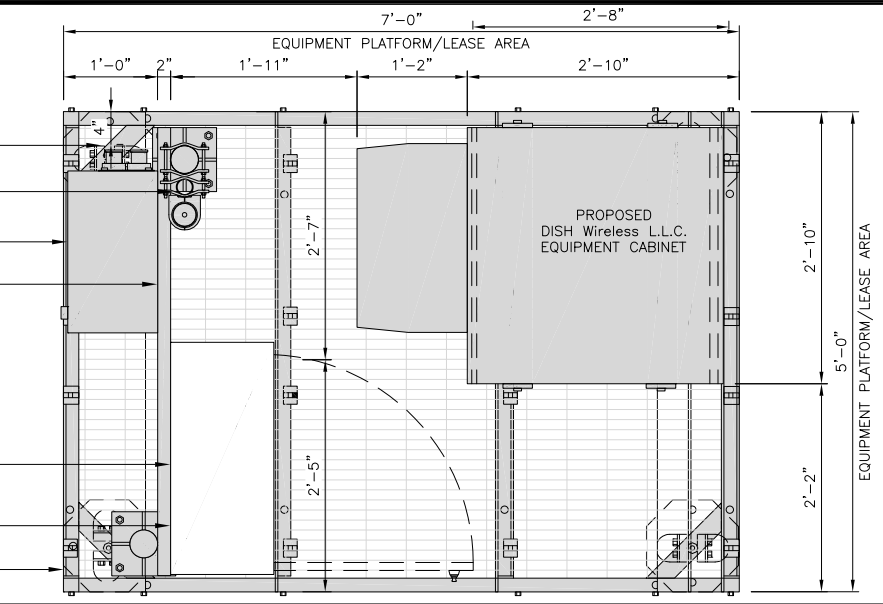 2'-8"
7'-0"
EQUIPMENT PLATFORM/LEASE AREA
1'-0"
2"
1'-11"
1'-2"
2'-10"
4"
2'-7"
PROPOSED
DISH Wireless L.L.C.
EQUIPMENT CABINET
2'-10"
5'-0"
EQUIPMENT PLATFORM/LEASE AREA
2'-5"
2'-2"